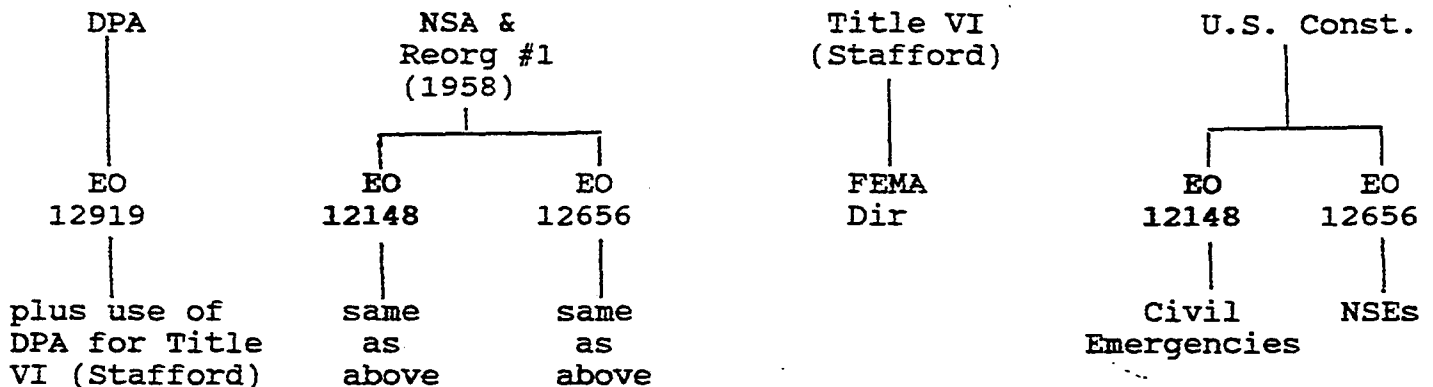 DPA
NSA &
Reorg #1
(1958)
Title VI
(Stafford)
U.S. Const.
EO
12919
EO
12148
EO
12656
FEMA
Dir
EO
12148
EO
12656
plus use of
DPA for Title
VI (Stafford)
same
as
above
same
as
above
Civil
Emergencies
NSEs